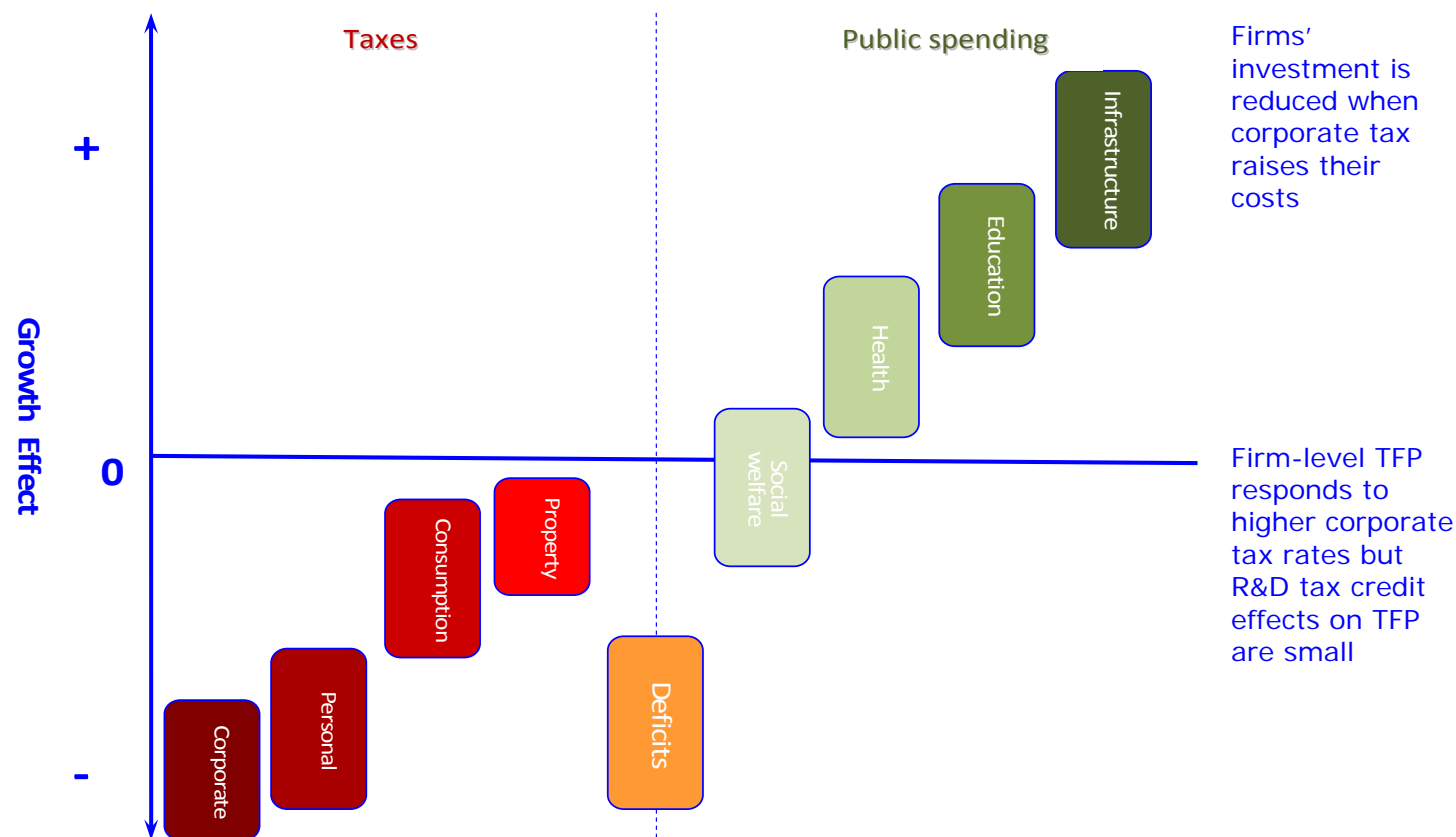 Taxes
Public spending
Firms’
investment is
reduced when
corporate tax
raises their
costs
+
Infrastructure
Education
Health
Growth Effect
0
Social
welfare
Firm-level TFP
responds to
higher corporate
tax rates but
R&D tax credit
effects on TFP
are small
Property
Consumption
Deficits
Personal
Corporate
-